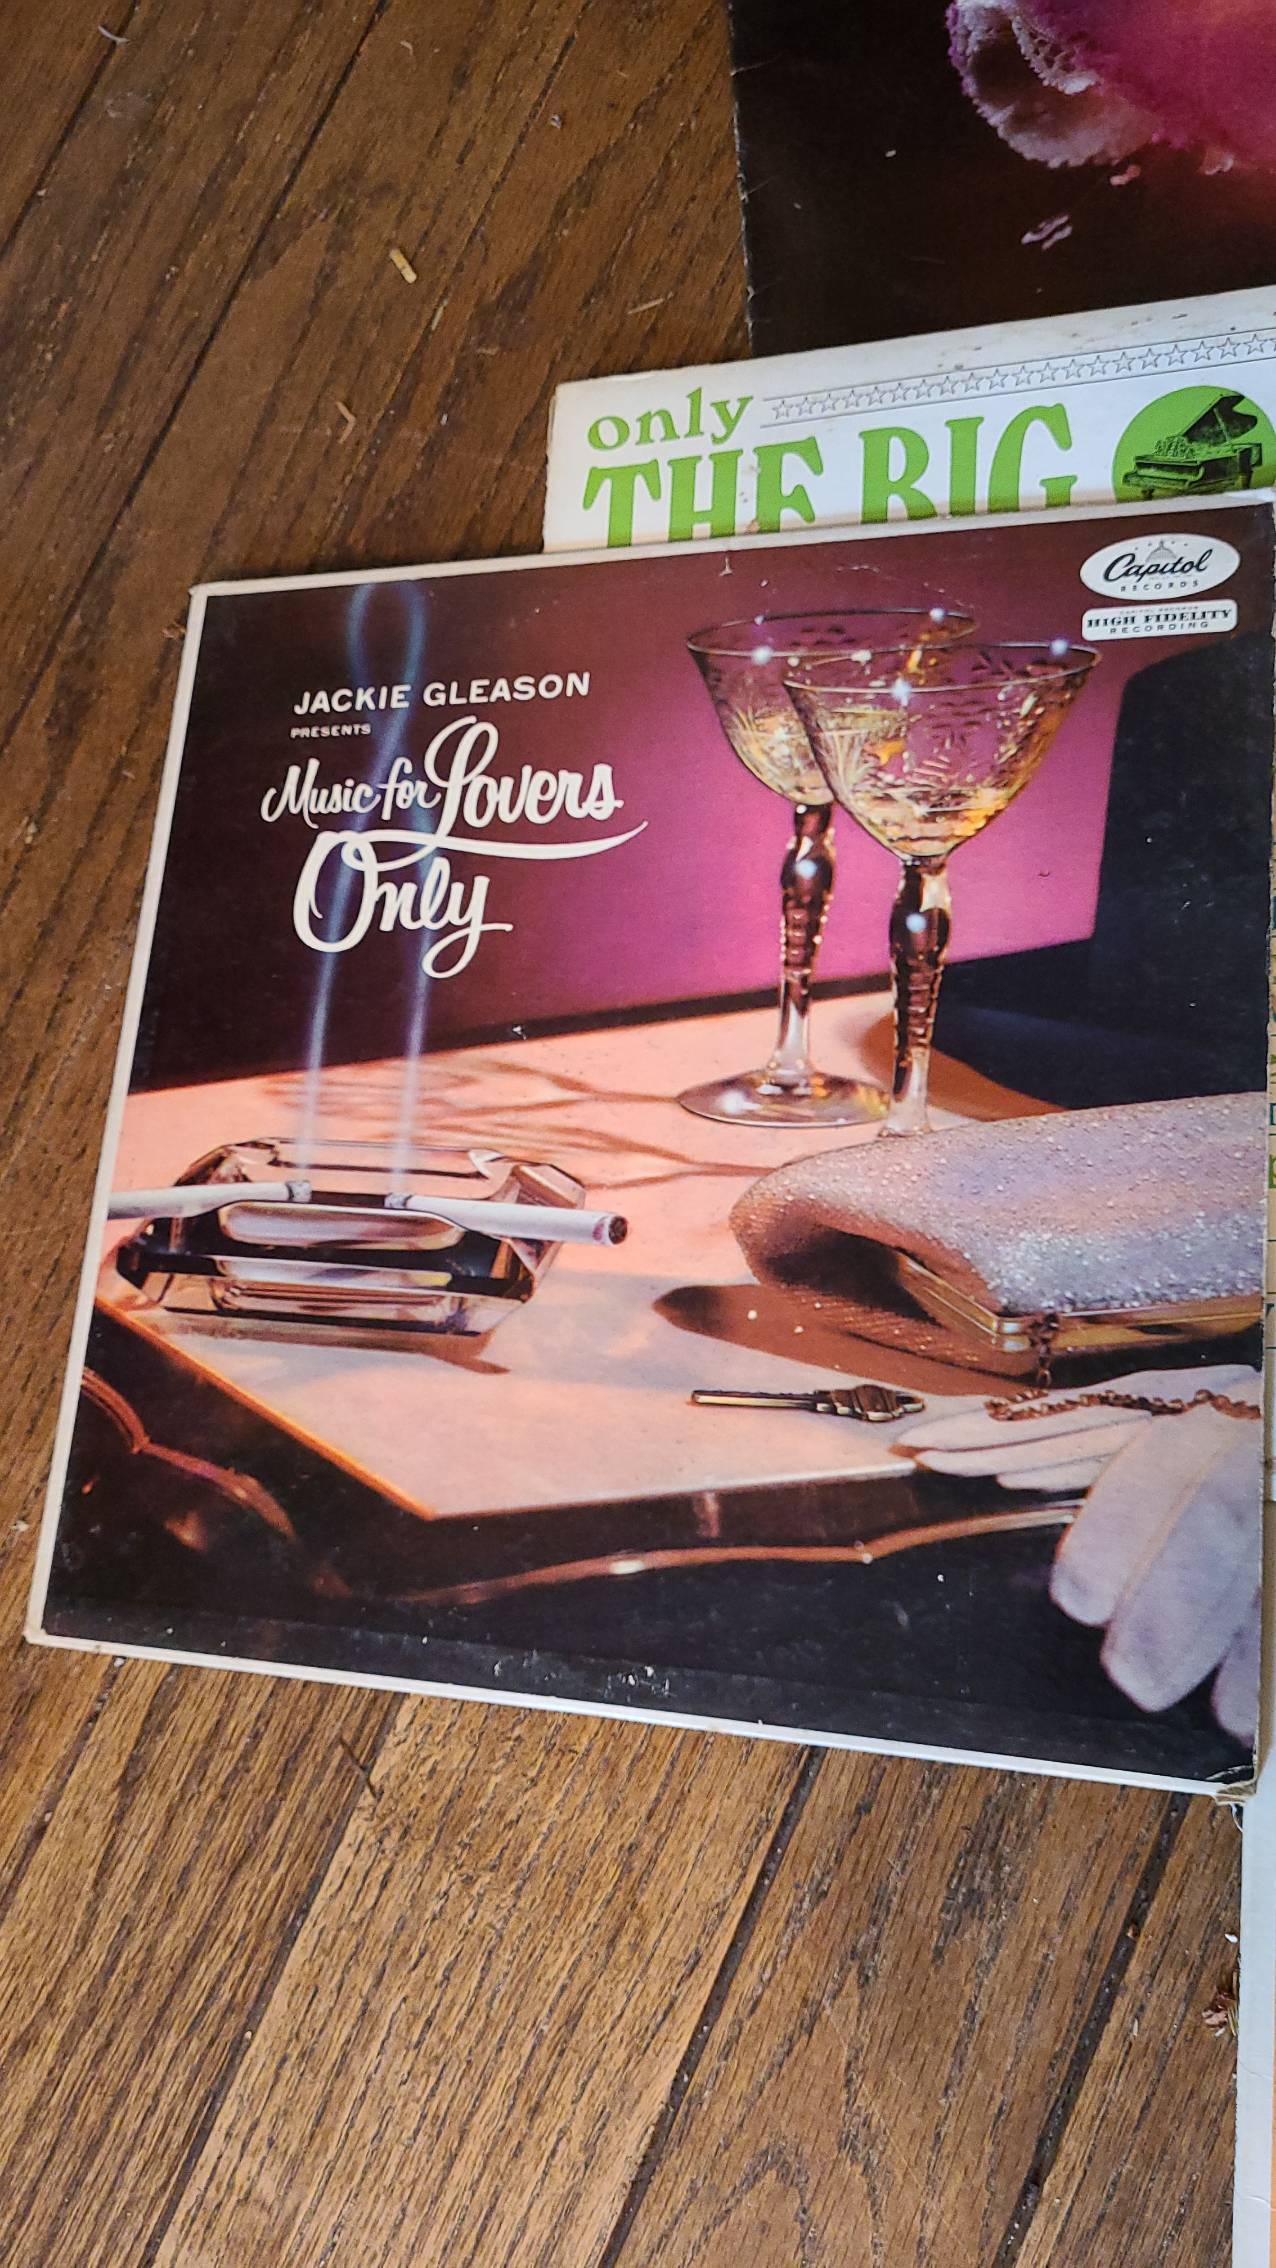 only
THE BIG
Capitol
RECORDS
HIGH FIDELITY
RECORDING
JACKIE GLEASON
PRESENTS
Music for Lovers
Only